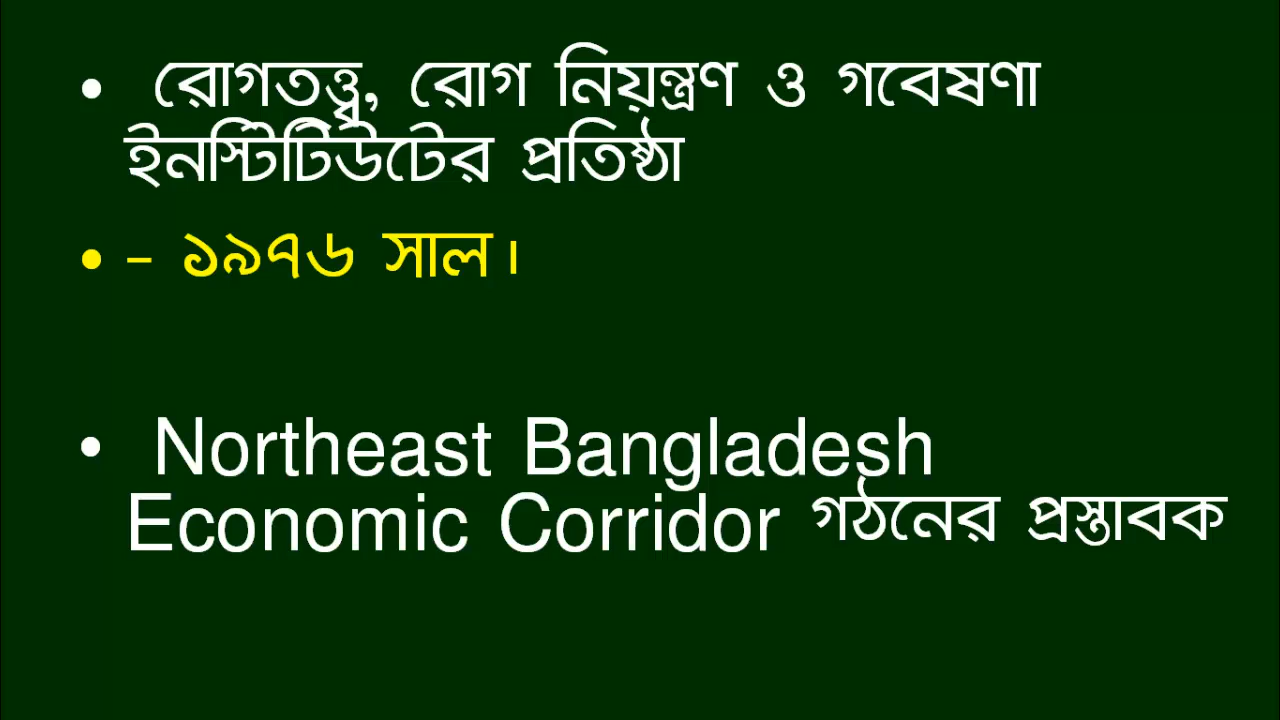 • রোগতত্ত্ব, রোগ নিয়ন্ত্রণ ও গবেষণা
ইনস্টিটিউটের প্রতিষ্ঠা
• – ১৯৭৬ সাল।
• Northeast Bangladesh
Economic Corridor গঠনের প্রস্তাবক